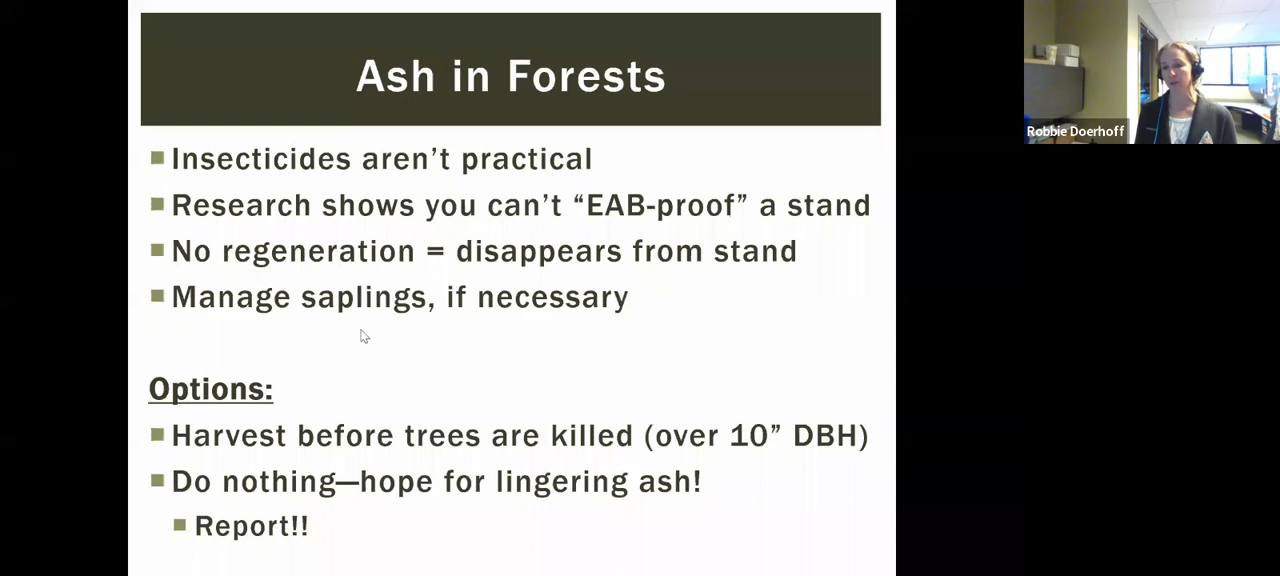 Ash in Forests
Insecticides aren’t practical
Research shows you can’t “EAB-proof” a stand
No regeneration = disappears from stand
Manage saplings, if necessary
Options:
Harvest before trees are killed (over 10” DBH)
Do nothing—hope for lingering ash!
Report!!
Robbie Doerhoff